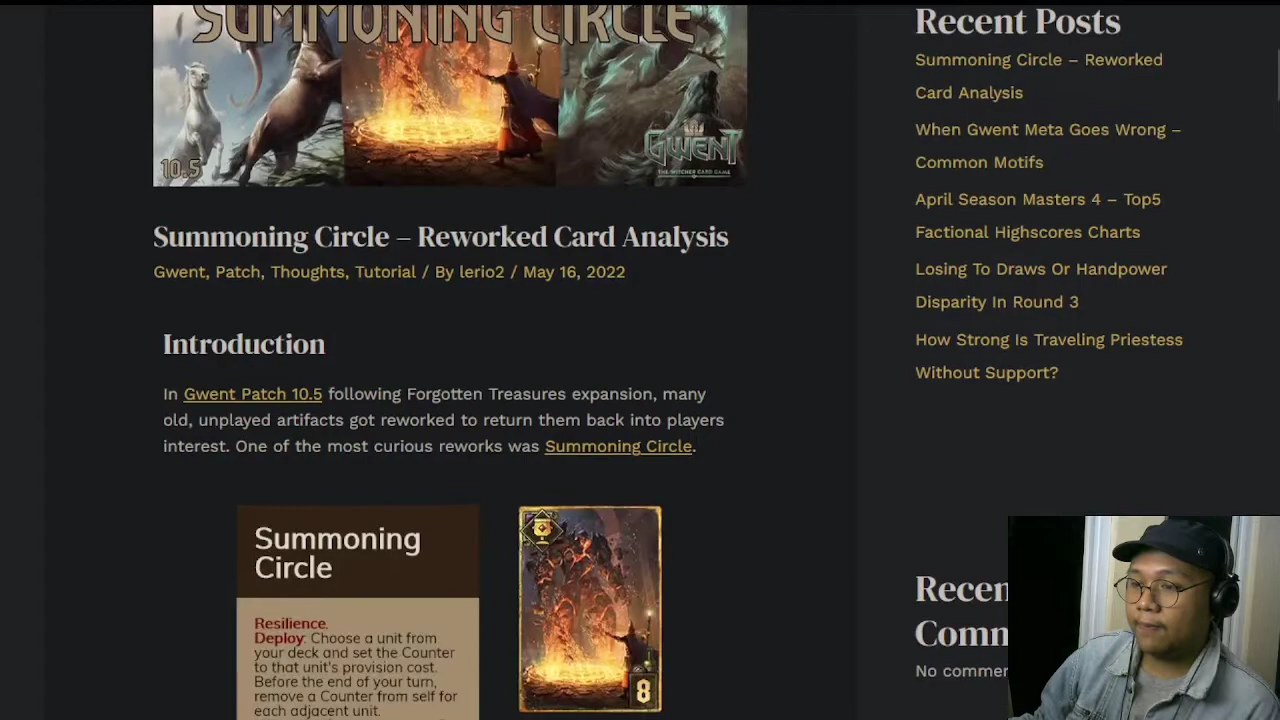 SUMMONING CIRCLE
10.5
GWENT
THE WITCHER CARD GAME
Summoning Circle – Reworked Card Analysis
Gwent, Patch, Thoughts, Tutorial / By lerio2 / May 16, 2022
Introduction
In Gwent Patch 10.5 following Forgotten Treasures expansion, many
old, unplayed artifacts got reworked to return them back into players
interest. One of the most curious reworks was Summoning Circle.
Summoning
Circle
Resilience.
Deploy: Choose a unit from
your deck and set the Counter
to that unit's provision cost.
Before the end of your turn,
remove a Counter from self for
each adjacent unit.
8
Recent Posts
Summoning Circle – Reworked
Card Analysis
When Gwent Meta Goes Wrong –
Common Motifs
April Season Masters 4 – Top5
Factional Highscores Charts
Losing To Draws Or Handpower
Disparity In Round 3
How Strong Is Traveling Priestess
Without Support?
Recen
Comm
No commen